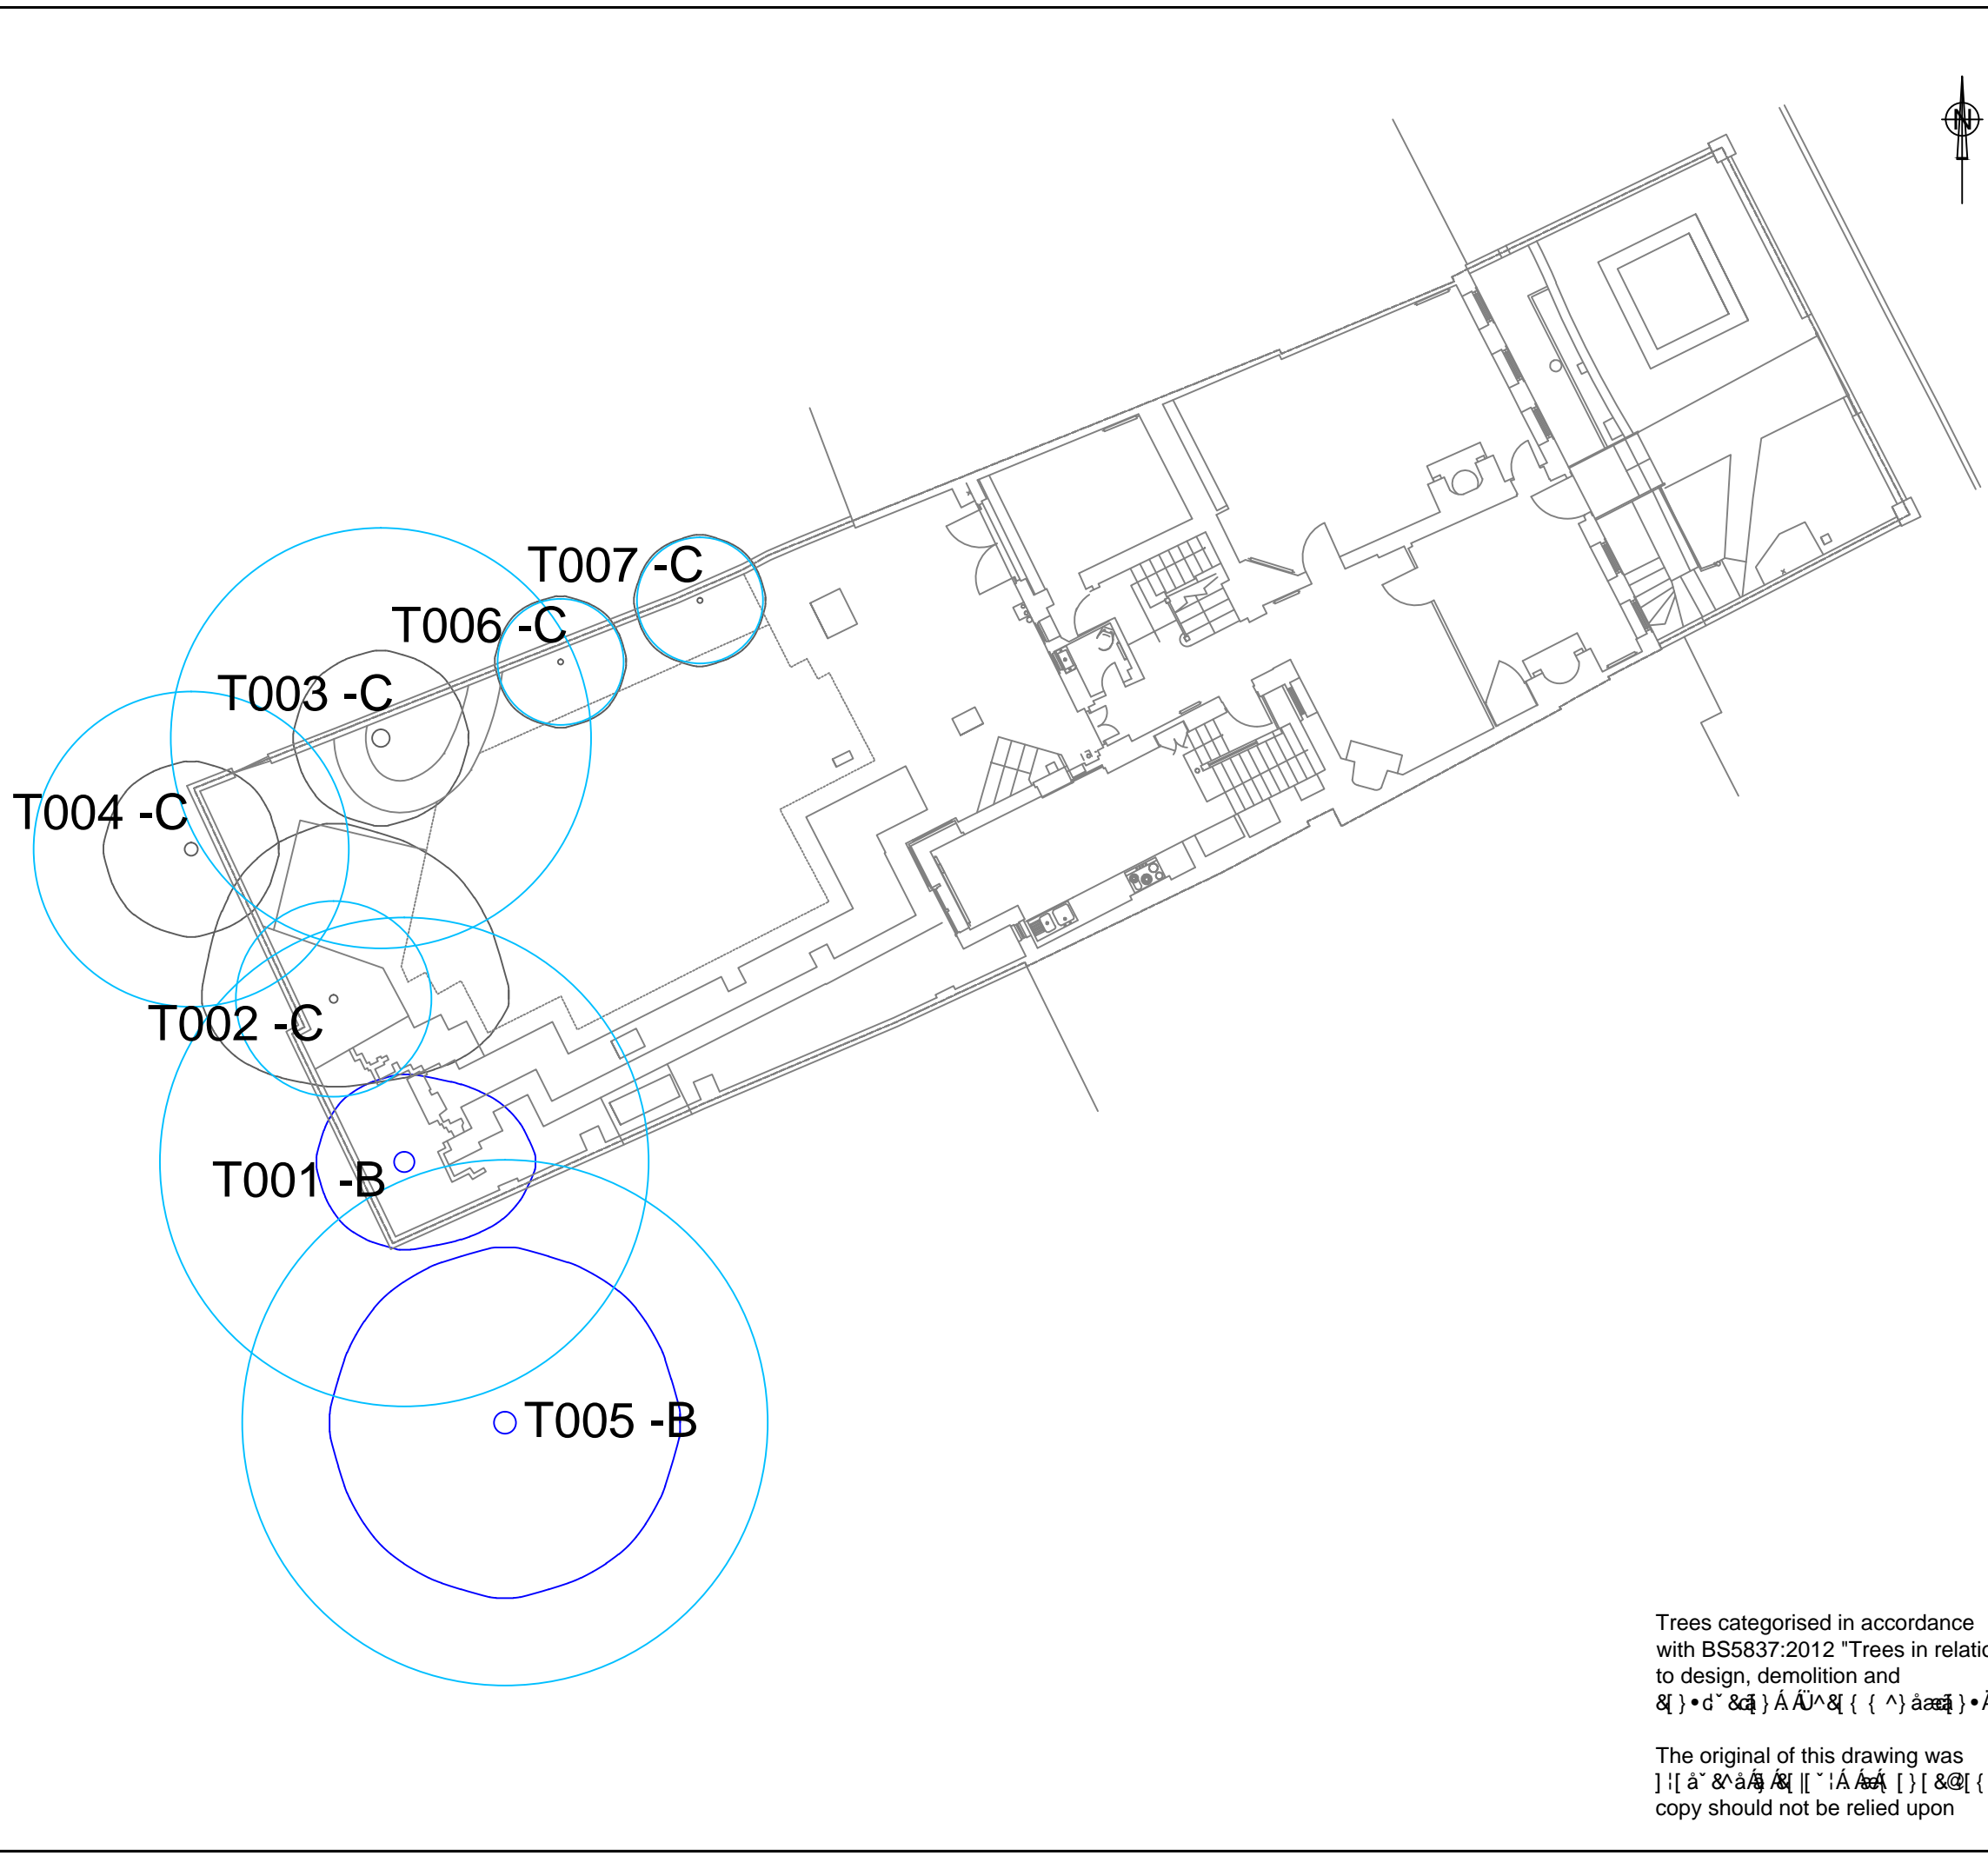 N
T007 -C
T006 -C
T003 -C
T004 -C
T002 -C
T001 -B
T005 -B
Trees categorised in accordance
with BS5837:2012 "Trees in relatio
to design, demolition and
The original of this drawing was
copy should not be relied upon